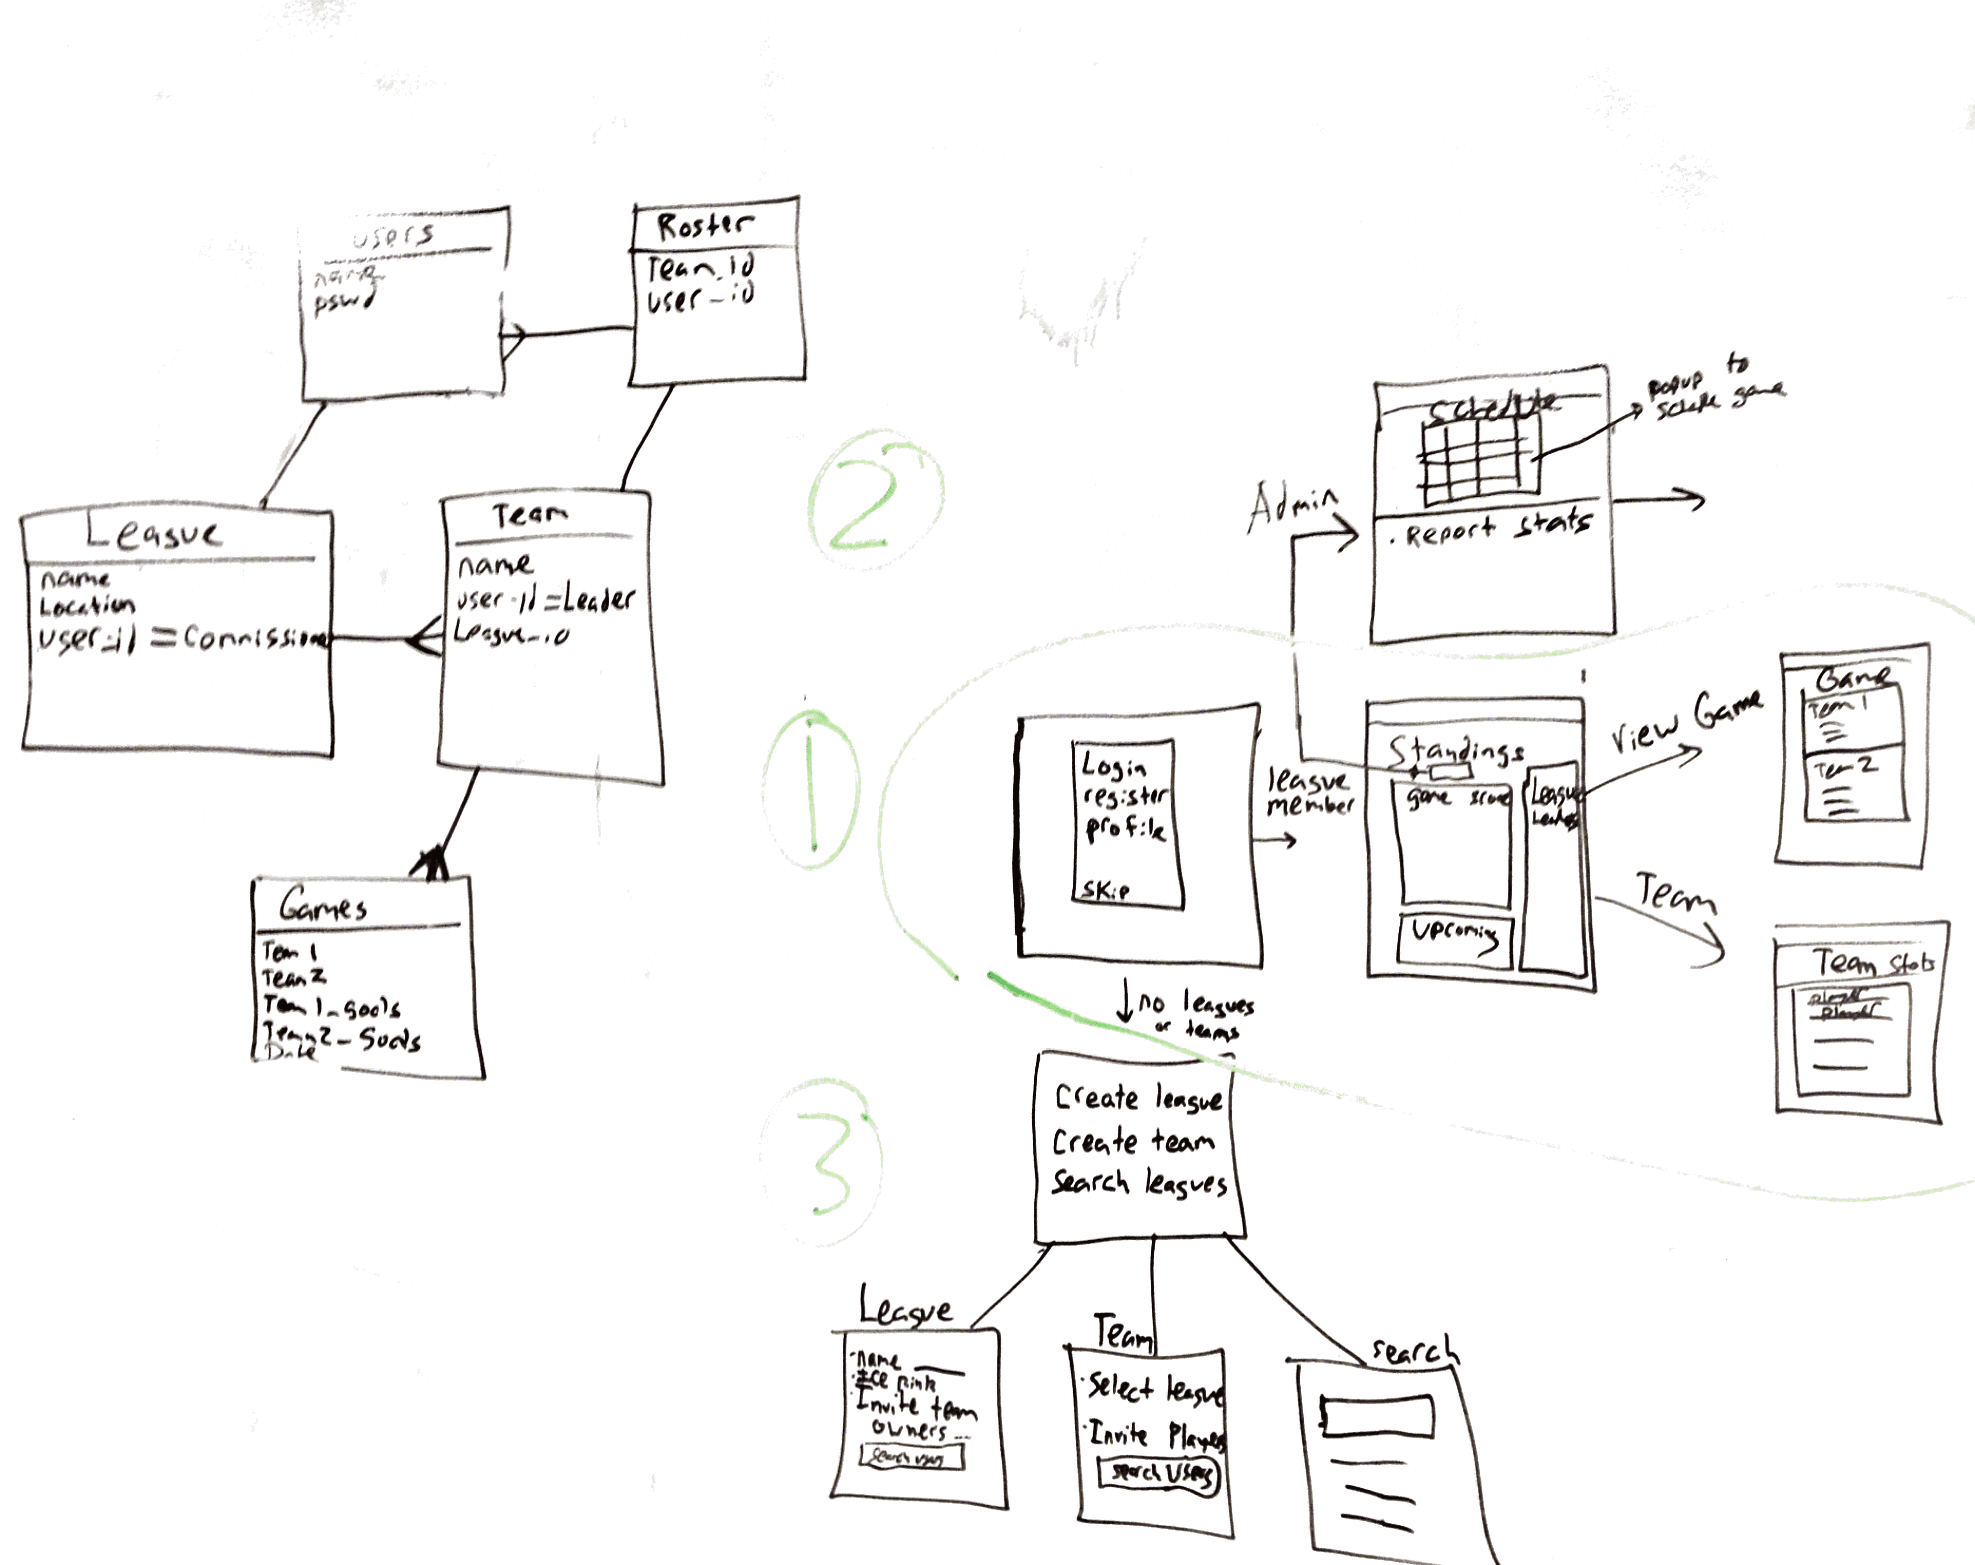 users
name
pswd
Roster
Team_id
user_id
League
name
Location
user_id = Commissione
Team
name
user_id = Leader
League_id
Games
Team 1
Team 2
Team 1_goals
Team 2_Goals
Date
2
1
3
Admin
Schedule
popup to
game
• Report stats
Login
register
profile
Skip
league
member
Standings
game score
League
Leaders
Upcoming
View Game
Game
Team 1
Team 2
Team
Team Stats
no leagues
or teams
Create league
Create team
Search leagues
League
• name
• Ice Rink
• Invite team
owners
search users
Team
• Select league
• Invite Players
search Users
search